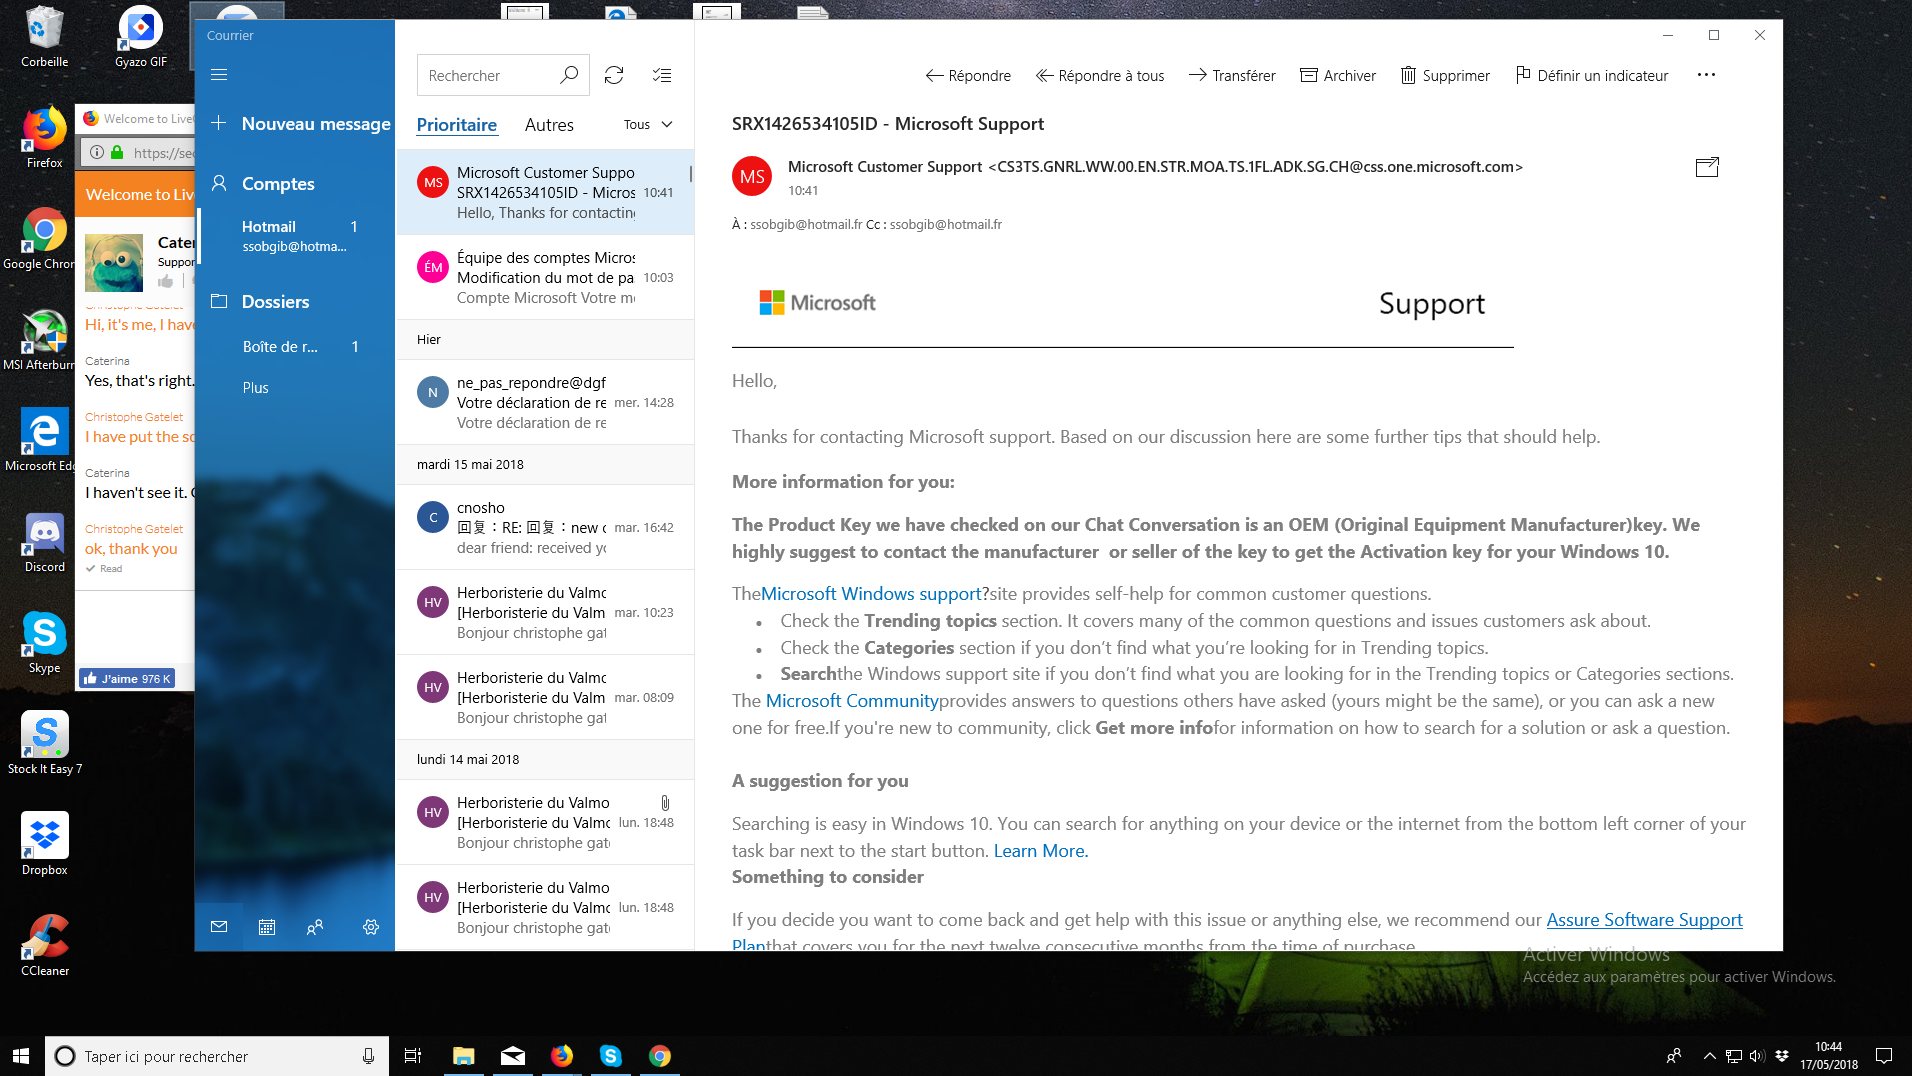 Corbeille
Gyazo GIF
Firefox
Google Chrom
MSI Afterburn
Microsoft Edg
Discord
Skype
Stock It Easy 7
Dropbox
CCleaner
Welcome to Live
https://sec
Welcome to Liv
Cater
Suppor
Christophe Gatelet
Hi, it's me, I have
Caterina
Yes, that's right.
Christophe Gatelet
I have put the sc
Caterina
I haven't see it. C
Christophe Gatelet
ok, thank you
Read
J'aime 976 K
Courrier
Nouveau message
Comptes
Hotmail 1
ssobgib@hotma...
Dossiers
Boîte de r... 1
Plus
Rechercher
Prioritaire Autres Tous
MS
Microsoft Customer Suppo
SRX1426534105ID - Micros 10:41
Hello, Thanks for contacting
ÉM
Équipe des comptes Micros
Modification du mot de pa 10:03
Compte Microsoft Votre mo
Hier
N
ne_pas_repondre@dgf
Votre déclaration de re mer. 14:28
Votre déclaration de re
mardi 15 mai 2018
C
cnosho
回复：RE: 回复：new c mar. 16:42
dear friend: received yo
HV
Herboristerie du Valmo
[Herboristerie du Valm mar. 10:23
Bonjour christophe gat
HV
Herboristerie du Valmo
[Herboristerie du Valm mar. 08:09
Bonjour christophe gat
lundi 14 mai 2018
HV
Herboristerie du Valmo
[Herboristerie du Valmo lun. 18:48
Bonjour christophe gate
HV
Herboristerie du Valmo
[Herboristerie du Valmo lun. 18:48
Bonjour christophe gate
Répondre Répondre à tous Transférer Archiver Supprimer Définir un indicateur
SRX1426534105ID - Microsoft Support
MS
Microsoft Customer Support <CS3TS.GNRL.WW.00.EN.STR.MOA.TS.1FL.ADK.SG.CH@css.one.microsoft.com>
10:41
À : ssobgib@hotmail.fr Cc : ssobgib@hotmail.fr
Microsoft Support
Hello,
Thanks for contacting Microsoft support. Based on our discussion here are some further tips that should help.
More information for you:
The Product Key we have checked on our Chat Conversation is an OEM (Original Equipment Manufacturer)key. We
highly suggest to contact the manufacturer or seller of the key to get the Activation key for your Windows 10.
TheMicrosoft Windows support?site provides self-help for common customer questions.
• Check the Trending topics section. It covers many of the common questions and issues customers ask about.
• Check the Categories section if you don’t find what you’re looking for in Trending topics.
• Searchthe Windows support site if you don’t find what you are looking for in the Trending topics or Categories sections.
The Microsoft Communityprovides answers to questions others have asked (yours might be the same), or you can ask a new
one for free.If you're new to community, click Get more infofor information on how to search for a solution or ask a question.
A suggestion for you
Searching is easy in Windows 10. You can search for anything on your device or the internet from the bottom left corner of your
task bar next to the start button. Learn More.
Something to consider
If you decide you want to come back and get help with this issue or anything else, we recommend our Assure Software Support
Planthat covers you for the next twelve consecutive months from the time of purchase.
Activer Windows
Accédez aux paramètres pour activer Windows.
Taper ici pour rechercher
10:44
17/05/2018